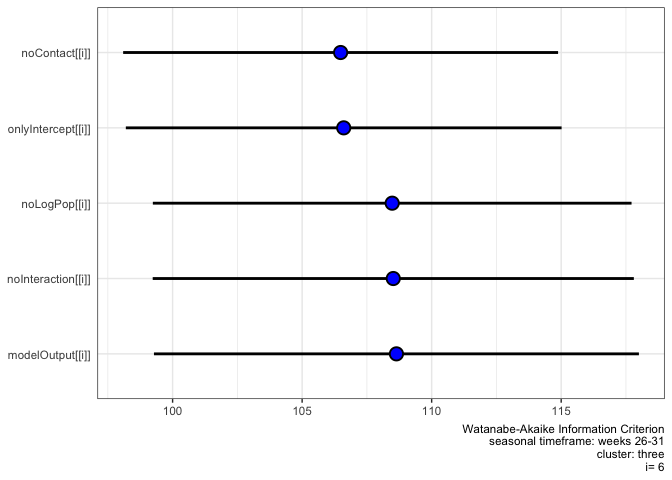 noContact[[i]]
onlyIntercept[[i]]
noLogPop[[i]]
noInteraction[[i]]
modelOutput[[i]]
100 105 110 115
Watanabe-Akaike Information Criterion
seasonal timeframe: weeks 26-31
cluster: three
i= 6